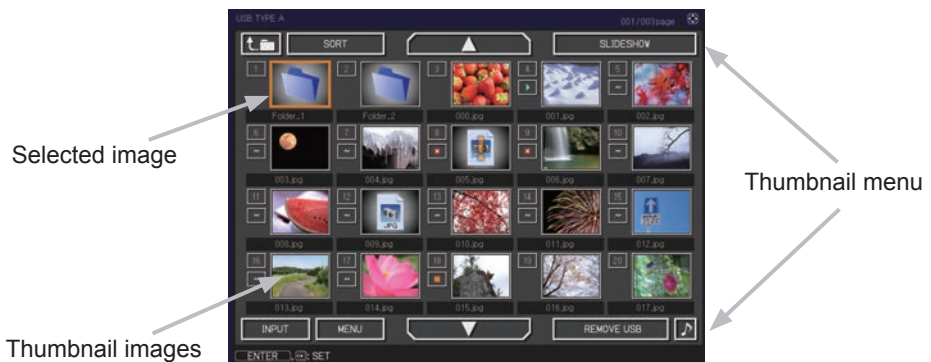 USB TYPE A
001/003page
SORT
SLIDESHOW
1
2
3
4
5
Folder_1
Folder_2
000.jpg
001.jpg
002.jpg
6
7
8
9
10
003.jpg
004.jpg
005.jpg
006.jpg
007.jpg
11
12
13
14
15
JPG
008.jpg
009.jpg
010.jpg
011.jpg
012.jpg
16
17
18
19
20
013.jpg
014.jpg
015.jpg
016.jpg
017.jpg
INPUT
MENU
REMOVE USB
ENTER , : SET
Selected image
Thumbnail menu
Thumbnail images